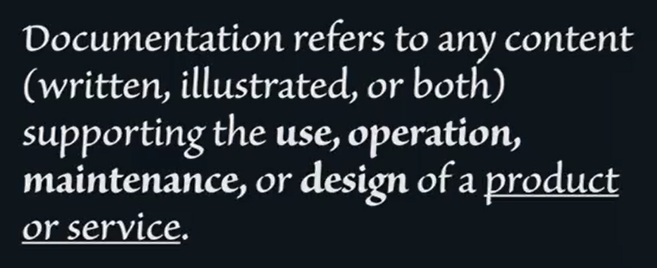 Documentation refers to any content
(written, illustrated, or both)
supporting the use, operation,
maintenance, or design of a product
or service.